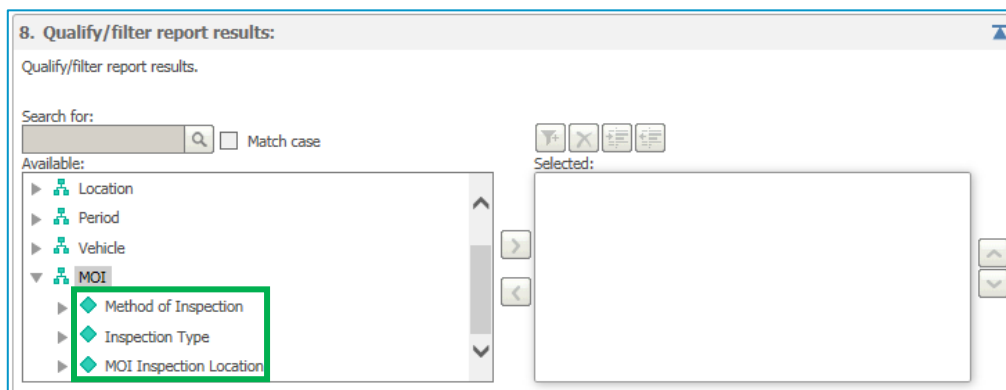 8. Qualify/filter report results:
Qualify/filter report results.
Search for:
Match case
Available:
Selected:
Location
Period
Vehicle
MOI
Method of Inspection
Inspection Type
MOI Inspection Location